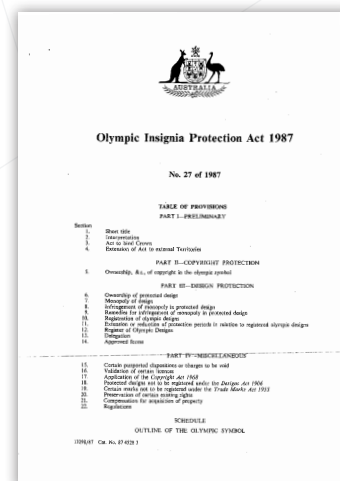 AUSTRALIA
Olympic Insignia Protection Act 1987
No. 27 of 1987
TABLE OF PROVISIONS
PART I—PRELIMINARY
Section
1. Short title
2. Interpretation
3. Act to bind Crown
4. Extension of Act to external Territories
PART II—COPYRIGHT PROTECTION
5. Ownership, &c., of copyright in the olympic symbol
PART III—DESIGN PROTECTION
6. Ownership of protected design
7. Monopoly of design
8. Infringement of monopoly in protected design
9. Remedies for infringement of monopoly in protected design
10. Registration of olympic designs
11. Extension or reduction of protection periods in relation to registered olympic designs
12. Register of Olympic Designs
13. Delegation
14. Approved forms
PART IV—MISCELLANEOUS
15. Certain purported dispositions or charges to be void
16. Validation of certain licences
17. Application of the Copyright Act 1968
18. Protected designs not to be registered under the Designs Act 1906
19. Certain marks not to be registered under the Trade Marks Act 1955
20. Preservation of certain existing rights
21. Compensation for acquisition of property
22. Regulations
SCHEDULE
OUTLINE OF THE OLYMPIC SYMBOL
Cat. No. 87 4525 3